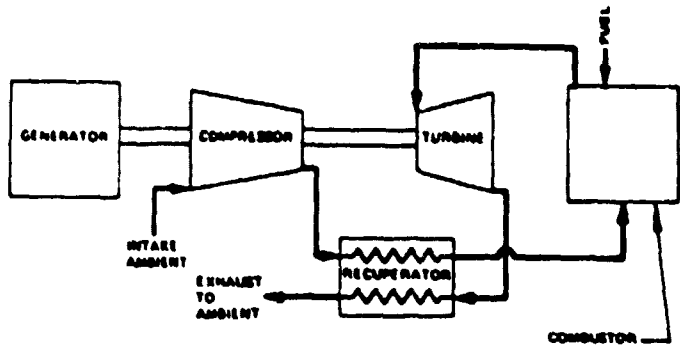 FUEL
GENERATOR
COMPRESSOR
TURBINE
INTAKE
AMBIENT
RECUPERATOR
EXHAUST
TO
AMBIENT
COMBUSTOR